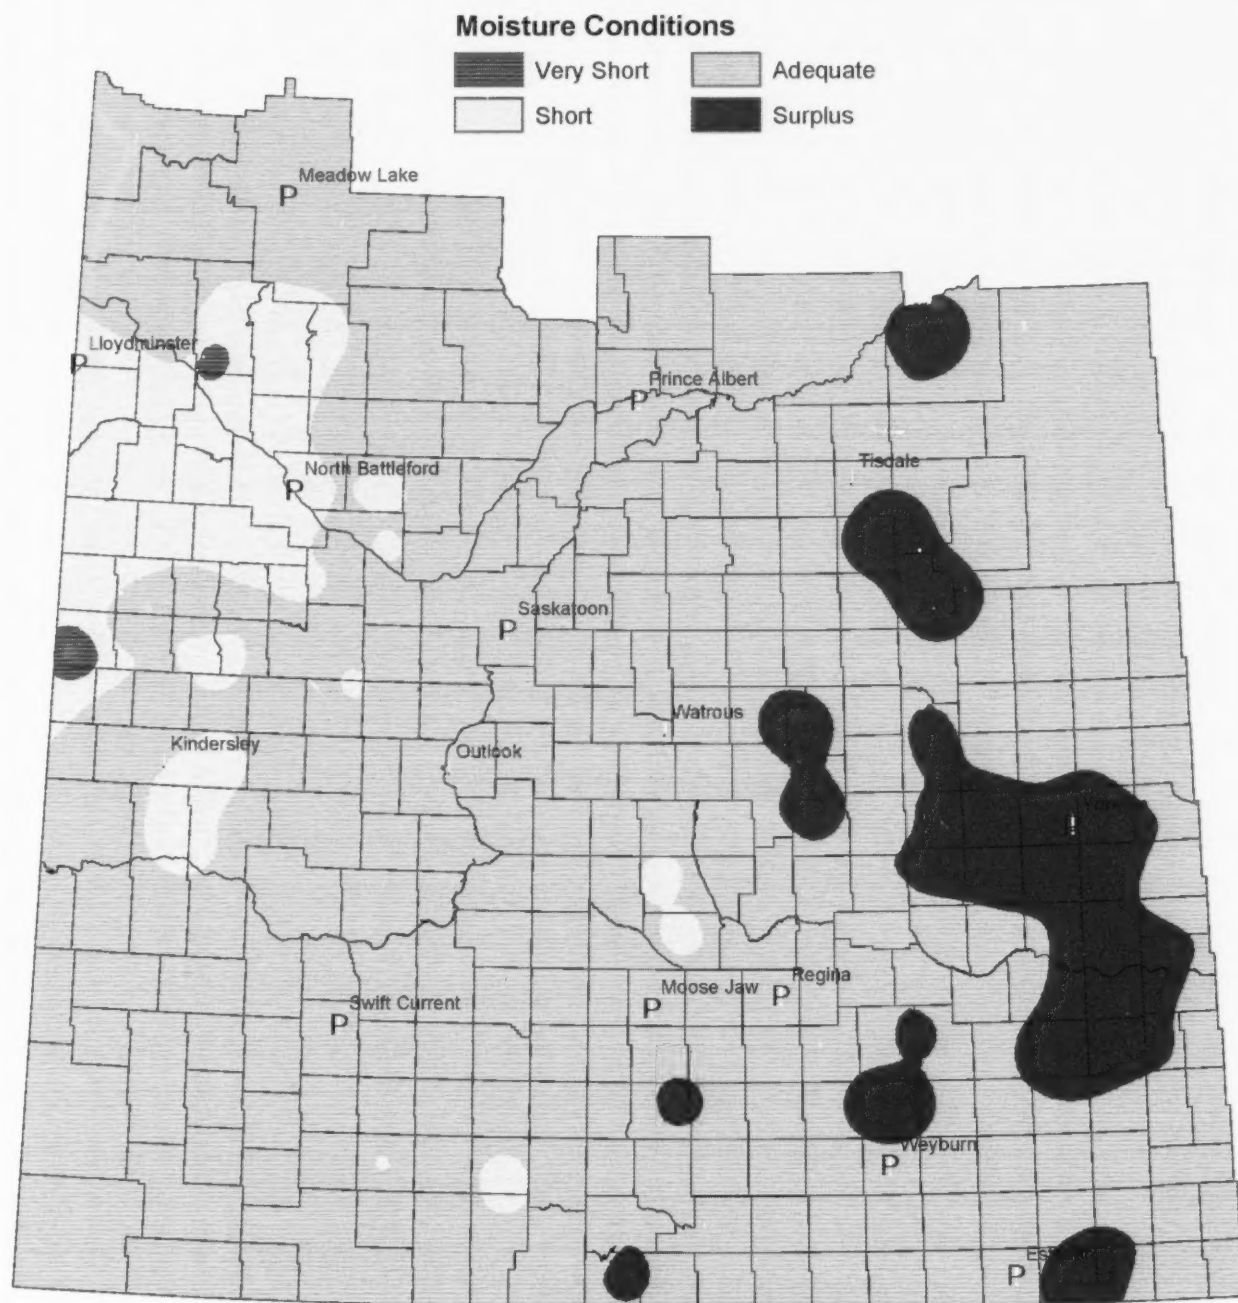 Moisture Conditions
Very Short
Adequate
Short
Surplus
Meadow Lake
P
Lloydminster
P
Prince Albert
P
North Battleford
P
Tisdale
Saskatoon
P
Watrous
Kindersley
Outlook
Regina
P
Moose Jaw
P
Swift Current
P
Weyburn
P
P